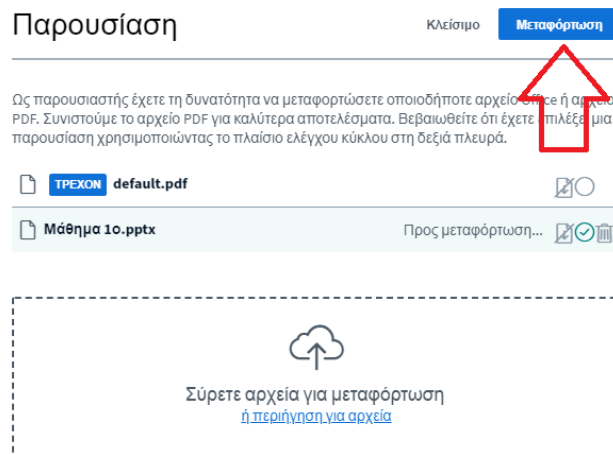 Παρουσίαση
Κλείσιμο
Μεταφόρτωση
Ως παρουσιαστής έχετε τη δυνατότητα να μεταφορτώσετε οποιοδήποτε αρχείο office ή αρχείο
PDF. Συνιστούμε το αρχείο PDF για καλύτερα αποτελέσματα. Βεβαιωθείτε ότι έχετε επιλέξει μια
παρουσίαση χρησιμοποιώντας το πλαίσιο ελέγχου κύκλου στη δεξιά πλευρά.
ΤΡΕΧΟΝ default.pdf
Μάθημα 1ο.pptx Προς μεταφόρτωση...
Σύρετε αρχεία για μεταφόρτωση
ή περιήγηση για αρχεία